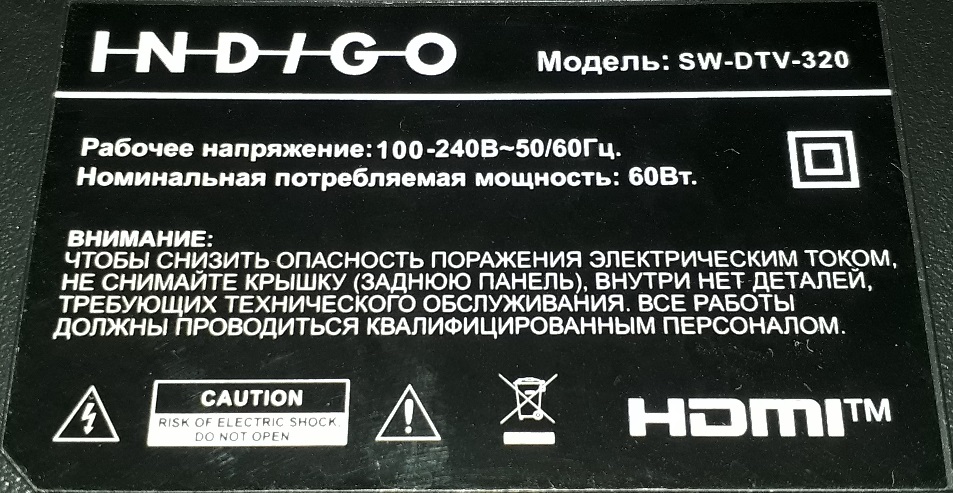 INDIGO
Модель: SW-DTV-320
Рабочее напряжение:100-240В~50/60Гц.
Номинальная потребляемая мощность: 60Вт.
ВНИМАНИЕ:
ЧТОБЫ СНИЗИТЬ ОПАСНОСТЬ ПОРАЖЕНИЯ ЭЛЕКТРИЧЕСКИМ ТОКОМ,
НЕ СНИМАЙТЕ КРЫШКУ (ЗАДНЮЮ ПАНЕЛЬ), ВНУТРИ НЕТ ДЕТАЛЕЙ,
ТРЕБУЮЩИХ ТЕХНИЧЕСКОГО ОБСЛУЖИВАНИЯ. ВСЕ РАБОТЫ
ДОЛЖНЫ ПРОВОДИТЬСЯ КВАЛИФИЦИРОВАННЫМ ПЕРСОНАЛОМ.
CAUTION
RISK OF ELECTRIC SHOCK.
DO NOT OPEN
HDMI™